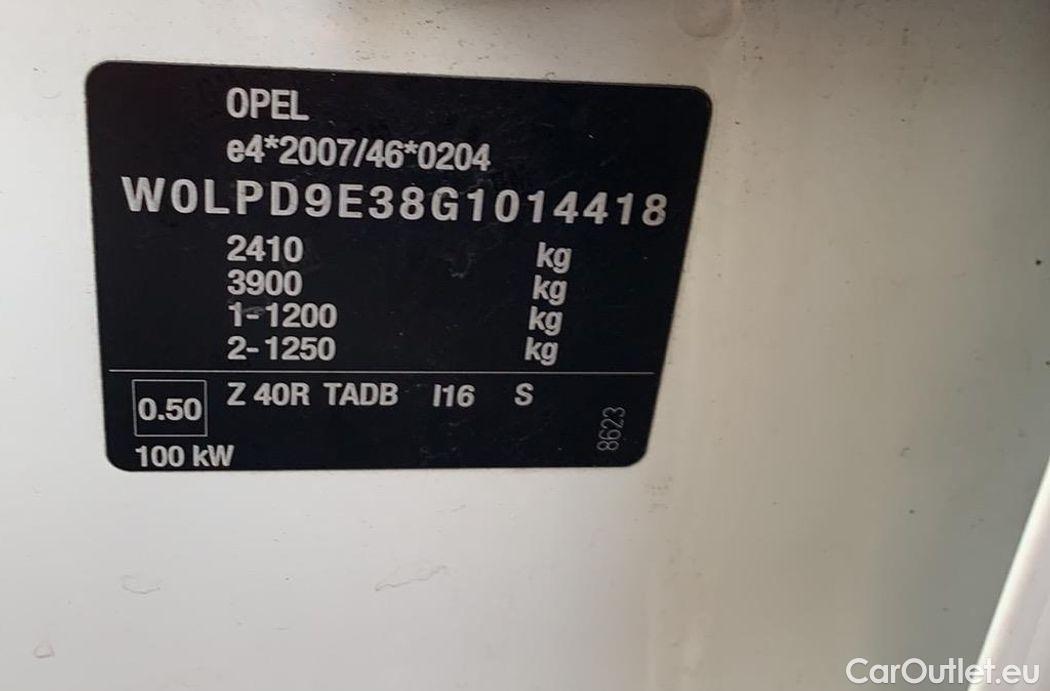 OPEL
e4*2007/46*0204
W0LPD9E38G1014418
2410 kg
3900 kg
1-1200 kg
2-1250 kg
0.50 Z 40R TADB I16 S
8623
100 kW
CarOutlet.eu